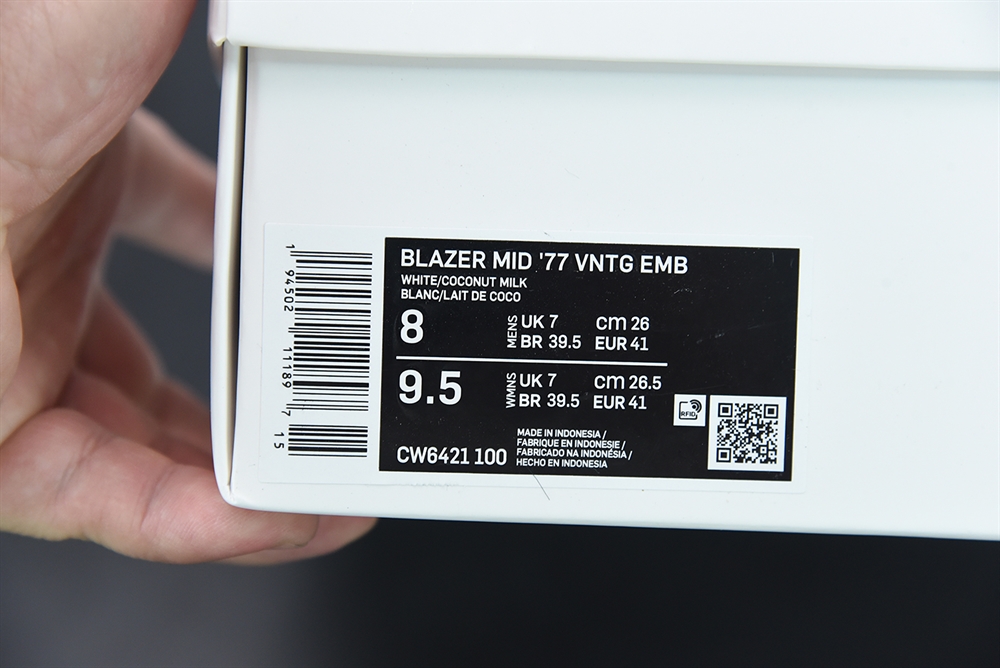 BLAZER MID '77 VNTG EMB
WHITE/COCONUT MILK
BLANC/LAIT DE COCO
8 MENS UK 7 cm 26
BR 39.5 EUR 41
9.5 WMNS UK 7 cm 26.5
BR 39.5 EUR 41
RFID
CW6421 100
MADE IN INDONESIA /
FABRIQUE EN INDONESIE /
FABRICADO NA INDONÉSIA /
HECHO EN INDONESIA
1 94502 11189 7 15